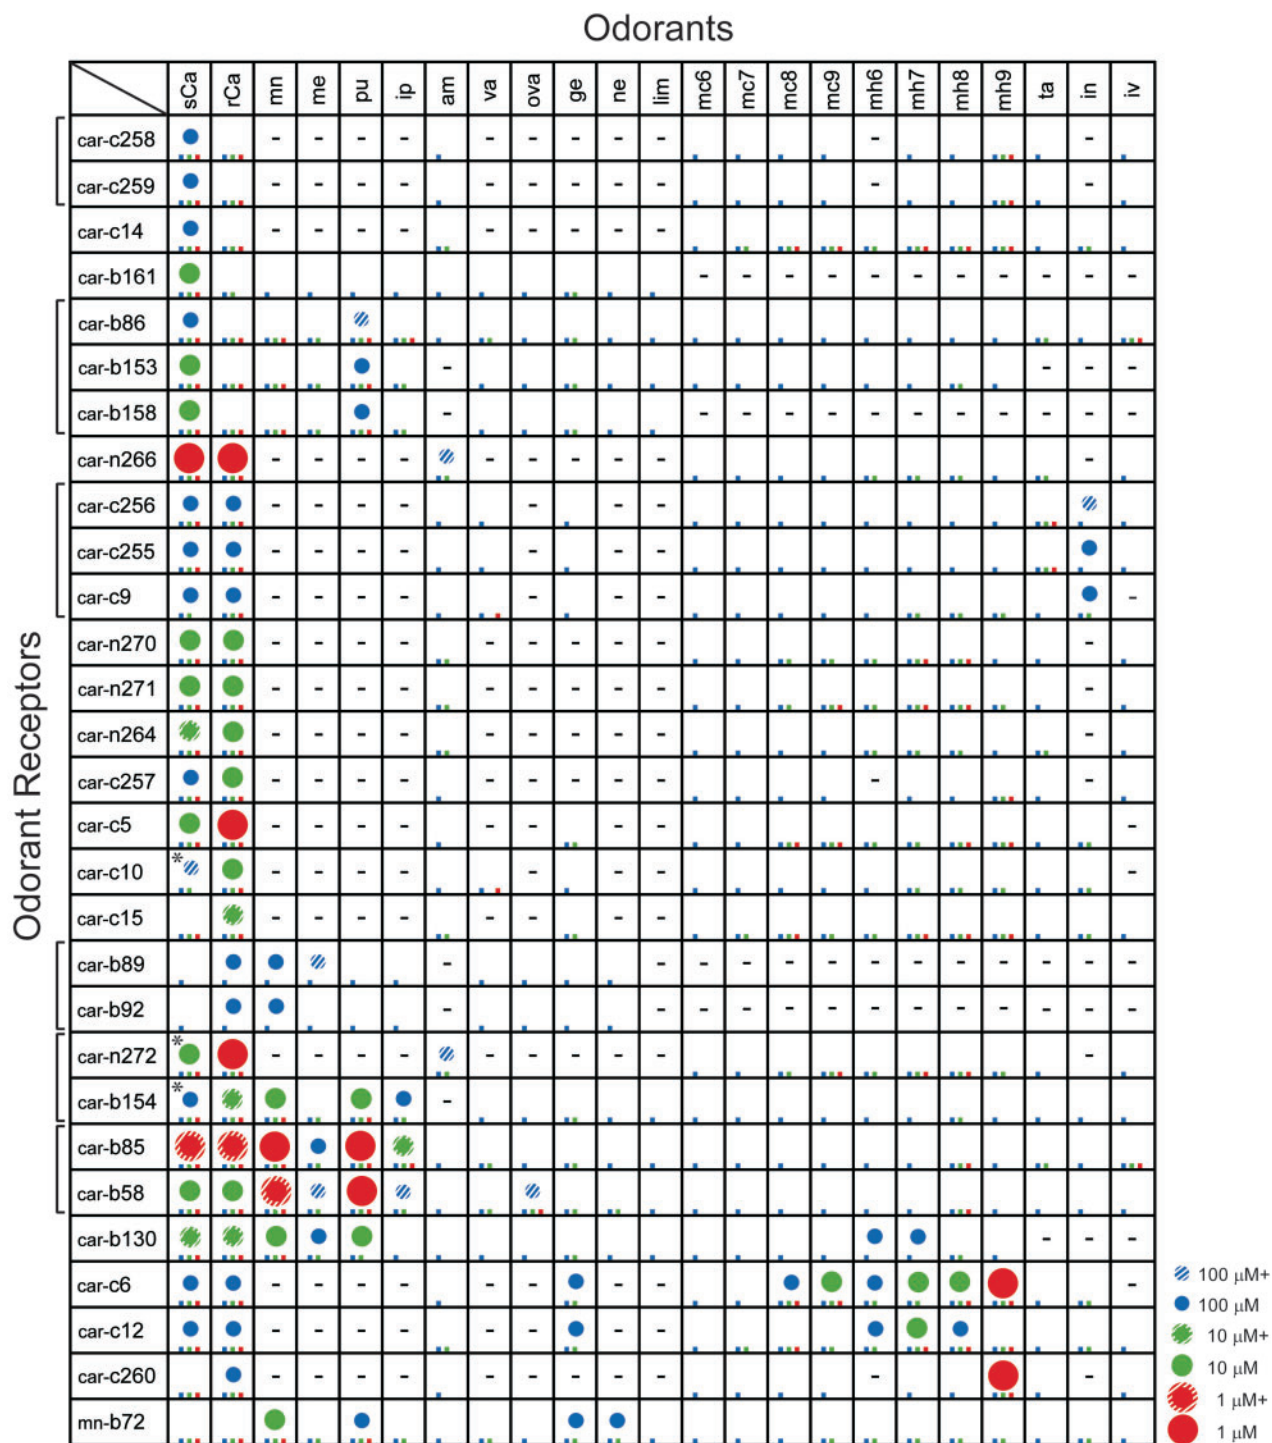 Odorants
sCa rCa mn me pu ip am va ova ge ne lim mc6 mc7 mc8 mc9 mh6 mh7 mh8 mh9 ta in iv
Odorant Receptors
car-c258
car-c259
car-c14
car-b161
car-b86
car-b153
car-b158
car-n266
car-c256
car-c255
car-c9
car-n270
car-n271
car-n264
car-c257
car-c5
car-c10 *
car-c15
car-b89
car-b92
car-n272 *
car-b154 *
car-b85
car-b58
car-b130
car-c6
car-c12
car-c260
mn-b72
100 μM+
100 μM
10 μM+
10 μM
1 μM+
1 μM